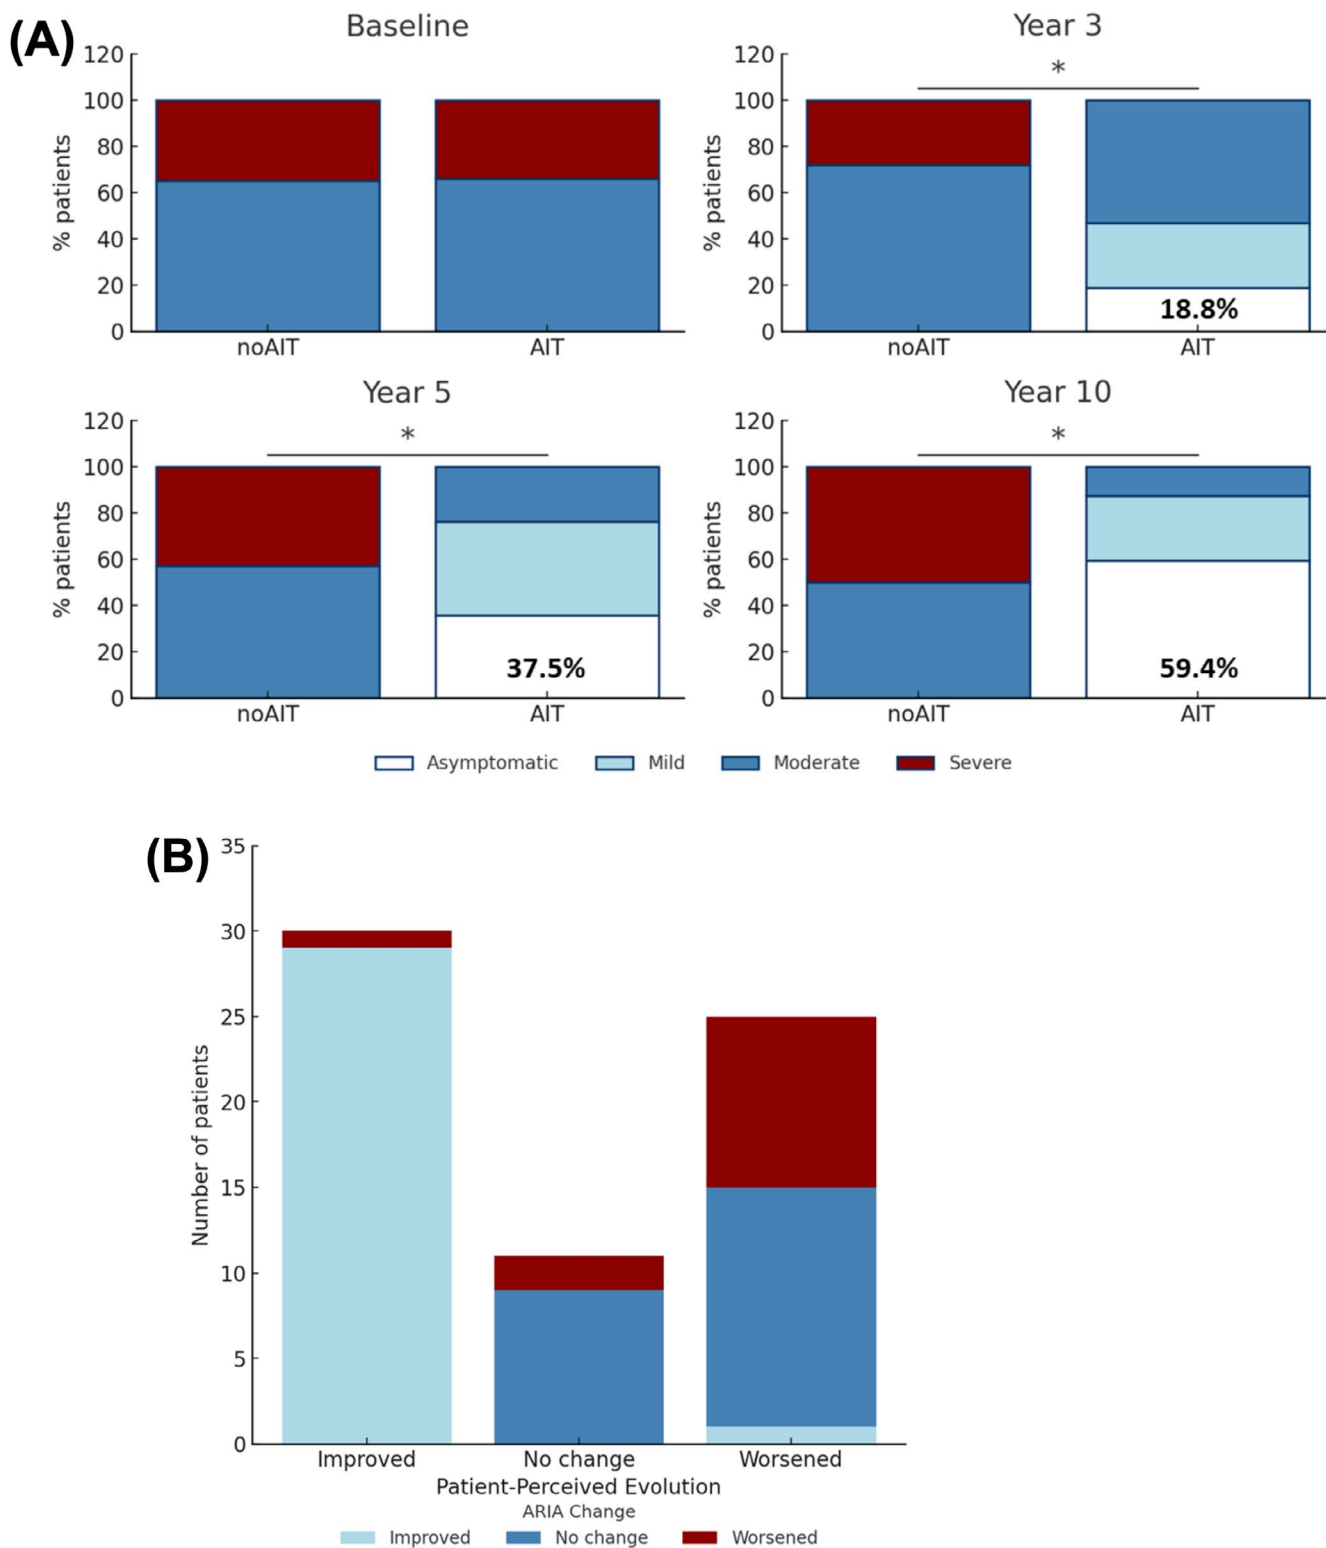 (A)
Baseline
120
100
80
60
40
20
0
% patients
noAIT AIT
Year 3
*
120
100
80
60
40
20
0
% patients
18.8%
noAIT AIT
Year 5
*
120
100
80
60
40
20
0
% patients
37.5%
noAIT AIT
Year 10
*
120
100
80
60
40
20
0
% patients
59.4%
noAIT AIT
Asymptomatic Mild Moderate Severe
(B)
35
30
25
20
15
10
5
0
Number of patients
Improved No change Worsened
Patient-Perceived Evolution
ARIA Change
Improved No change Worsened